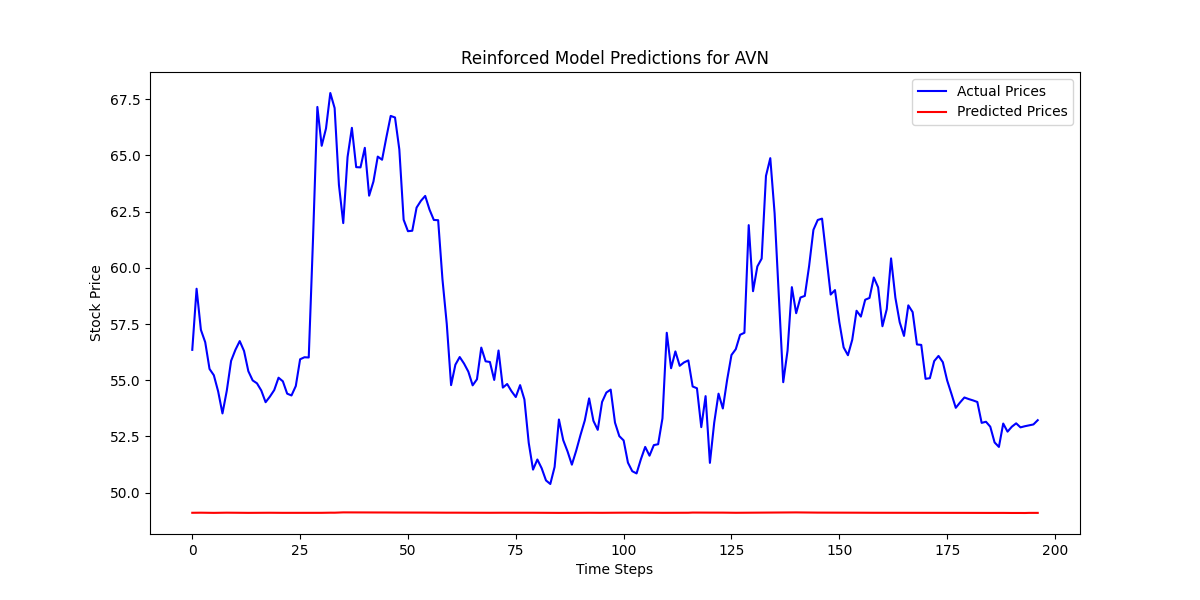 Reinforced Model Predictions for AVN
Actual Prices
Predicted Prices
Stock Price
67.5
65.0
62.5
60.0
57.5
55.0
52.5
50.0
0 25 50 75 100 125 150 175 200
Time Steps